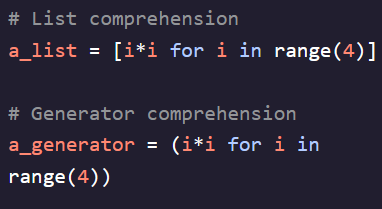 # List comprehension
a_list = [i*i for i in range(4)]
# Generator comprehension
a_generator = (i*i for i in
range(4))